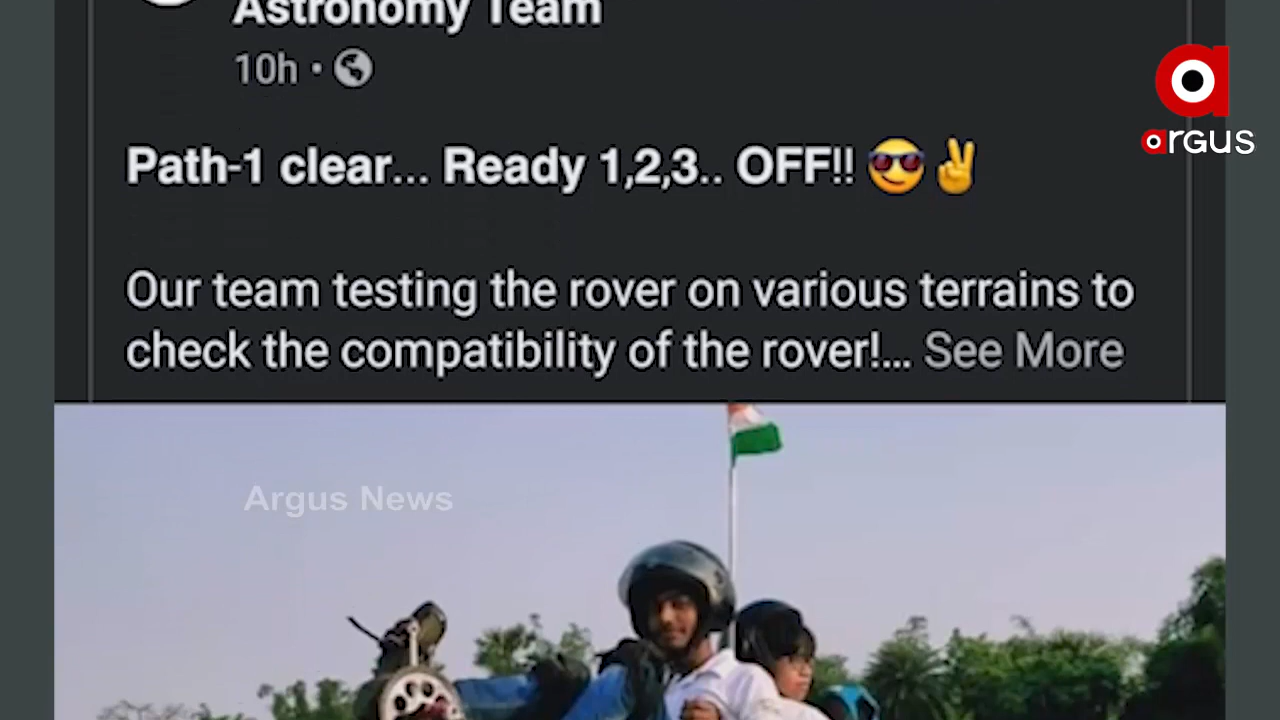 Astronomy Team
10h •
argus
Path-1 clear... Ready 1,2,3.. OFF!! 😎✌
Our team testing the rover on various terrains to
check the compatibility of the rover!... See More
Argus News